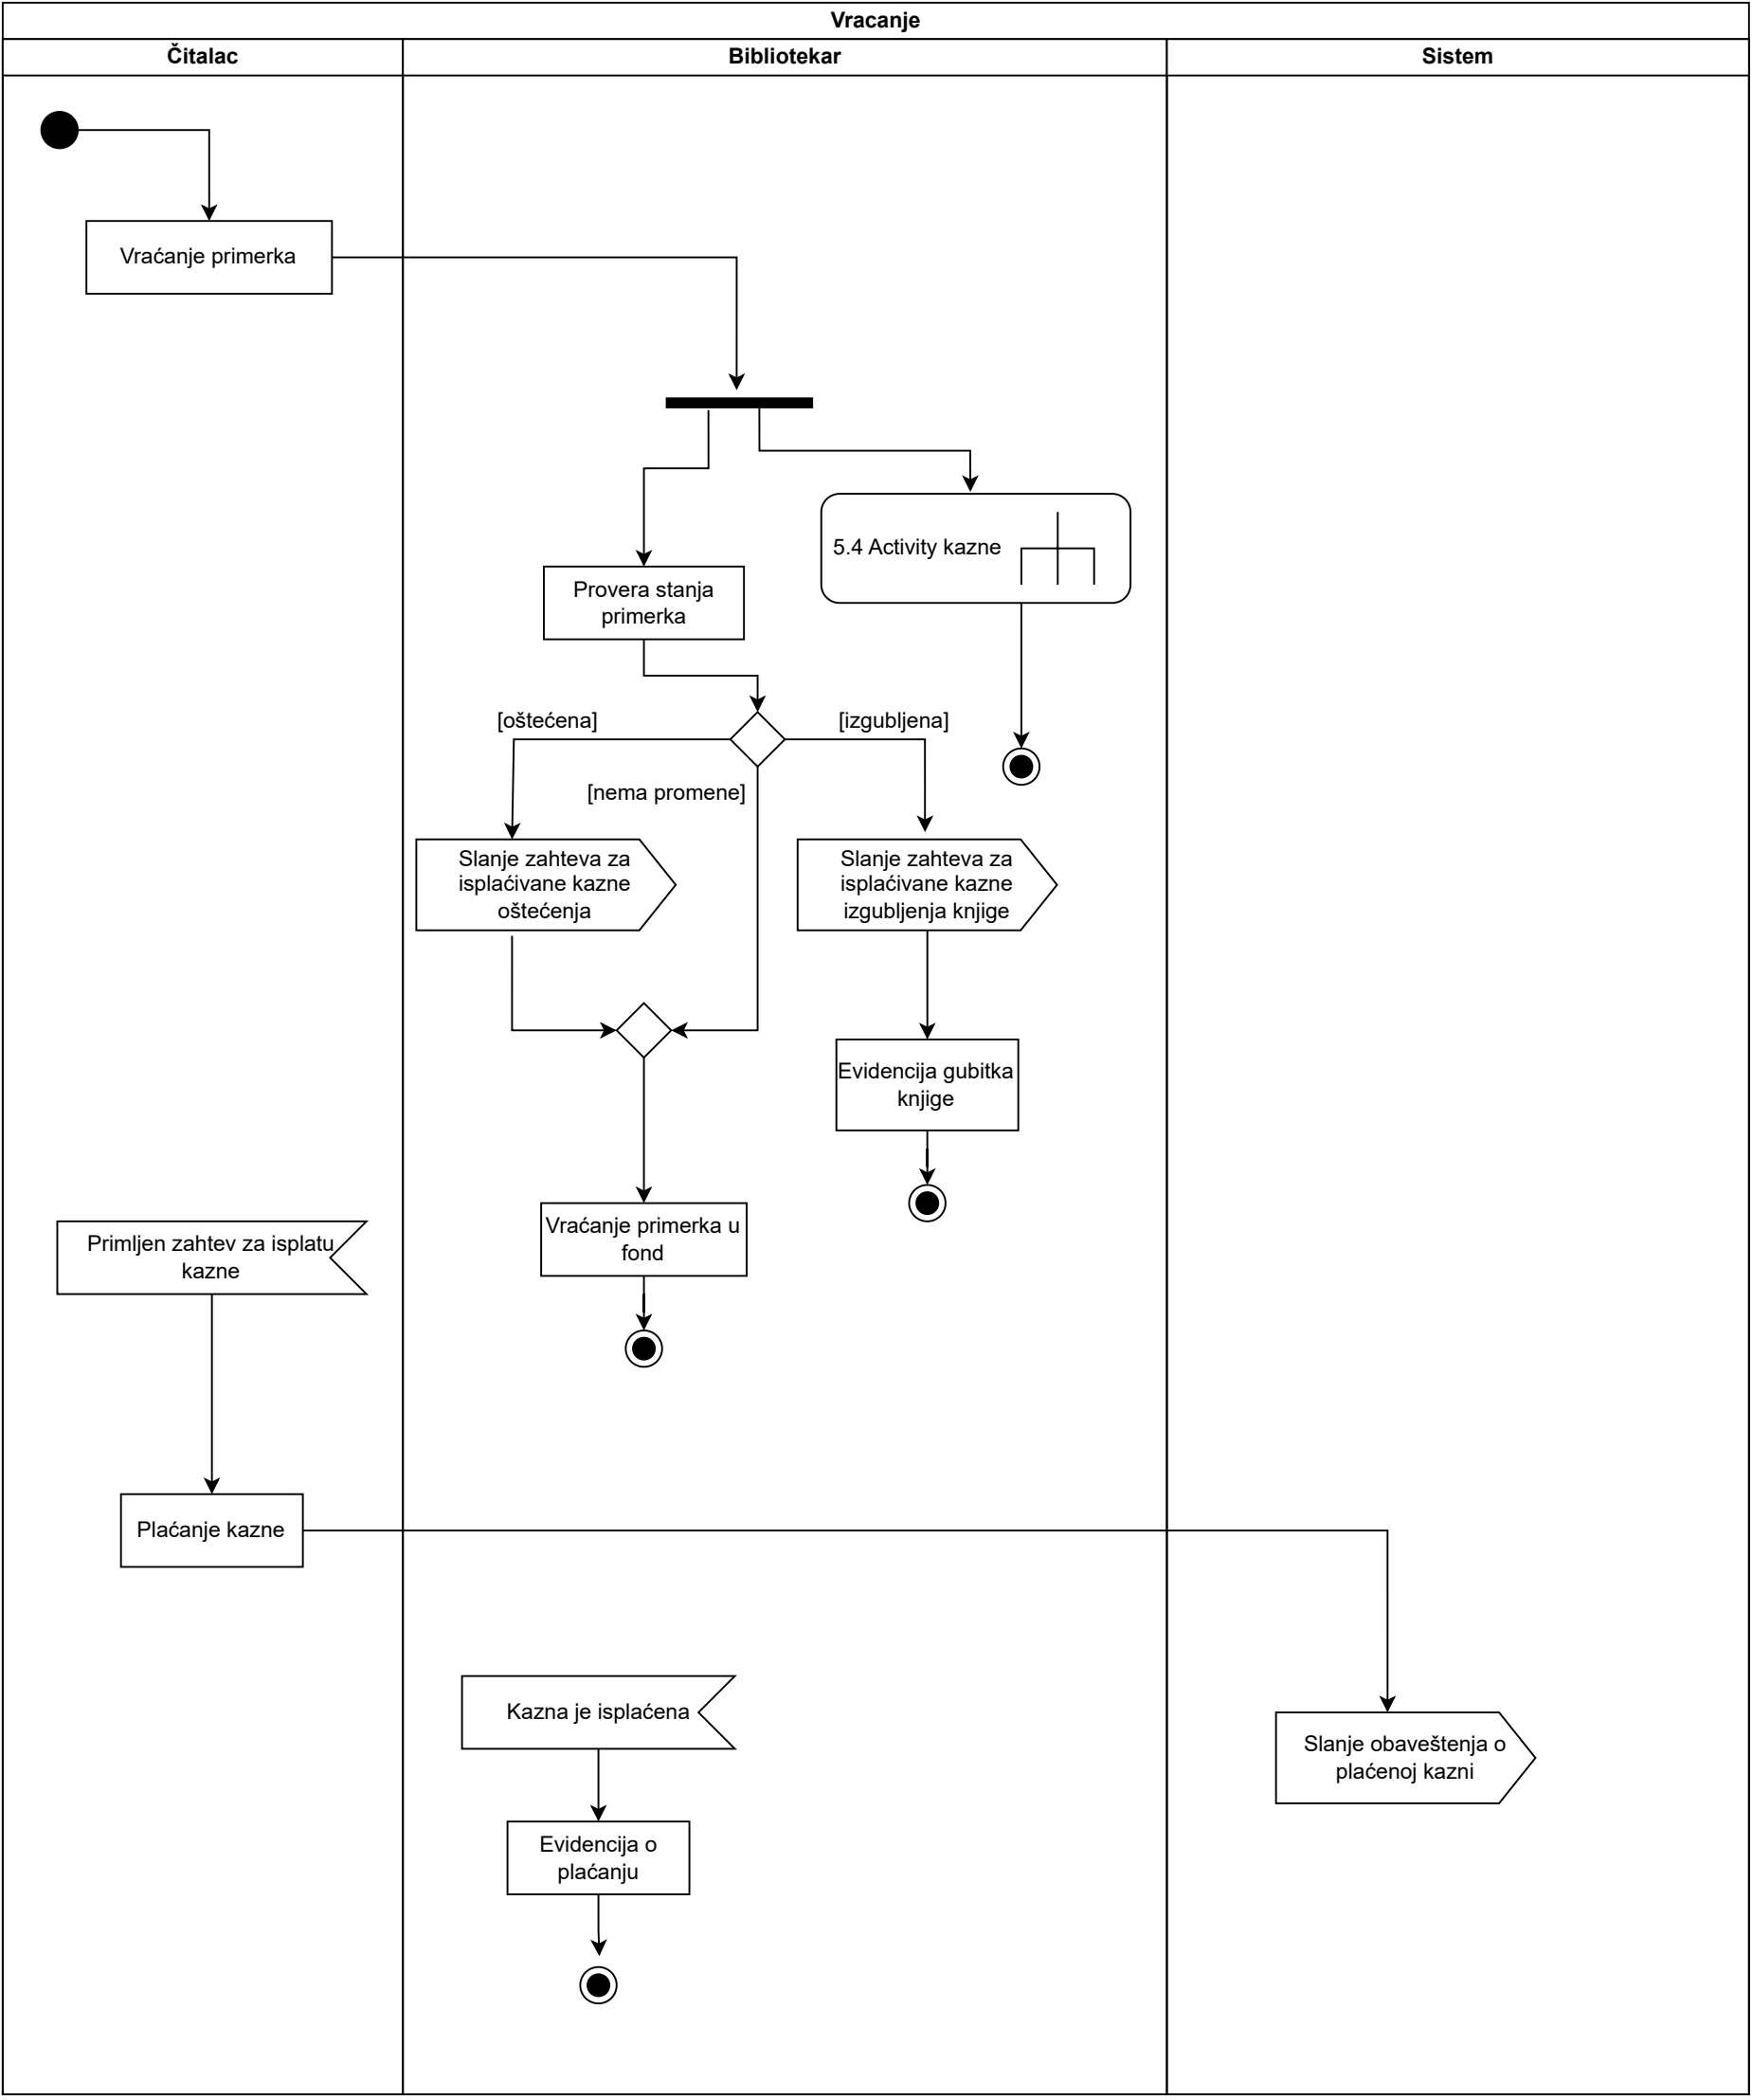 Vracanje
Čitalac
Bibliotekar
Sistem
Vraćanje primerka
5.4 Activity kazne
Provera stanja
primerka
[oštećena]
[izgubljena]
[nema promene]
Slanje zahteva za
isplaćivane kazne
oštećenja
Slanje zahteva za
isplaćivane kazne
izgubljenja knjige
Evidencija gubitka
knjige
Vraćanje primerka u
fond
Primljen zahtev za isplatu
kazne
Plaćanje kazne
Kazna je isplaćena
Slanje obaveštenja o
plaćenoj kazni
Evidencija o
plaćanju